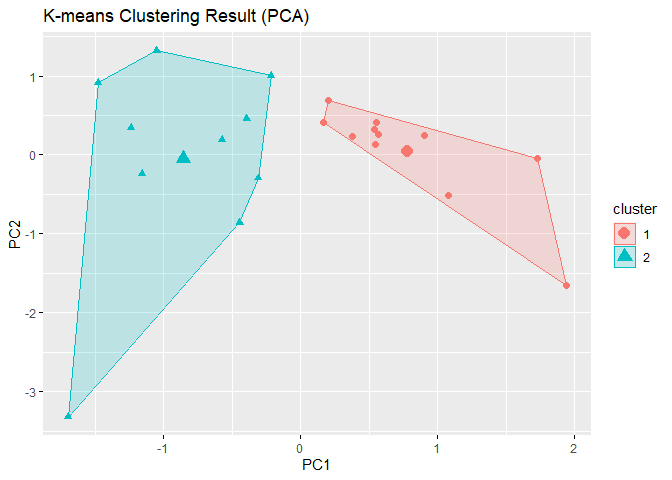 K-means Clustering Result (PCA)
1
0
-1
-2
-3
PC2
-1
0
1
2
PC1
cluster
1
2